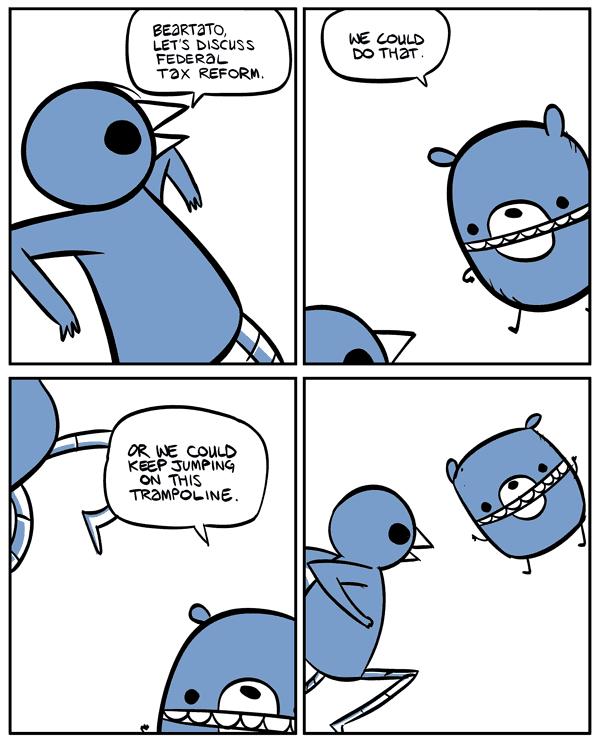 BEARTATO,
LET'S DISCUSS
FEDERAL
TAX REFORM.
WE COULD
DO THAT.
OR WE COULD
KEEP JUMPING
ON THIS
TRAMPOLINE.